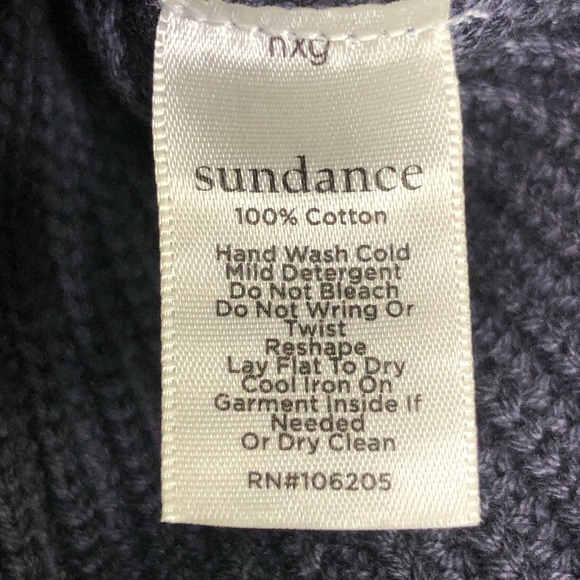 nxg
sundance
100% Cotton
Hand Wash Cold
Mild Detergent
Do Not Bleach
Do Not Wring Or
Twist
Reshape
Lay Flat To Dry
Cool Iron On
Garment Inside If
Needed
Or Dry Clean
RN#106205